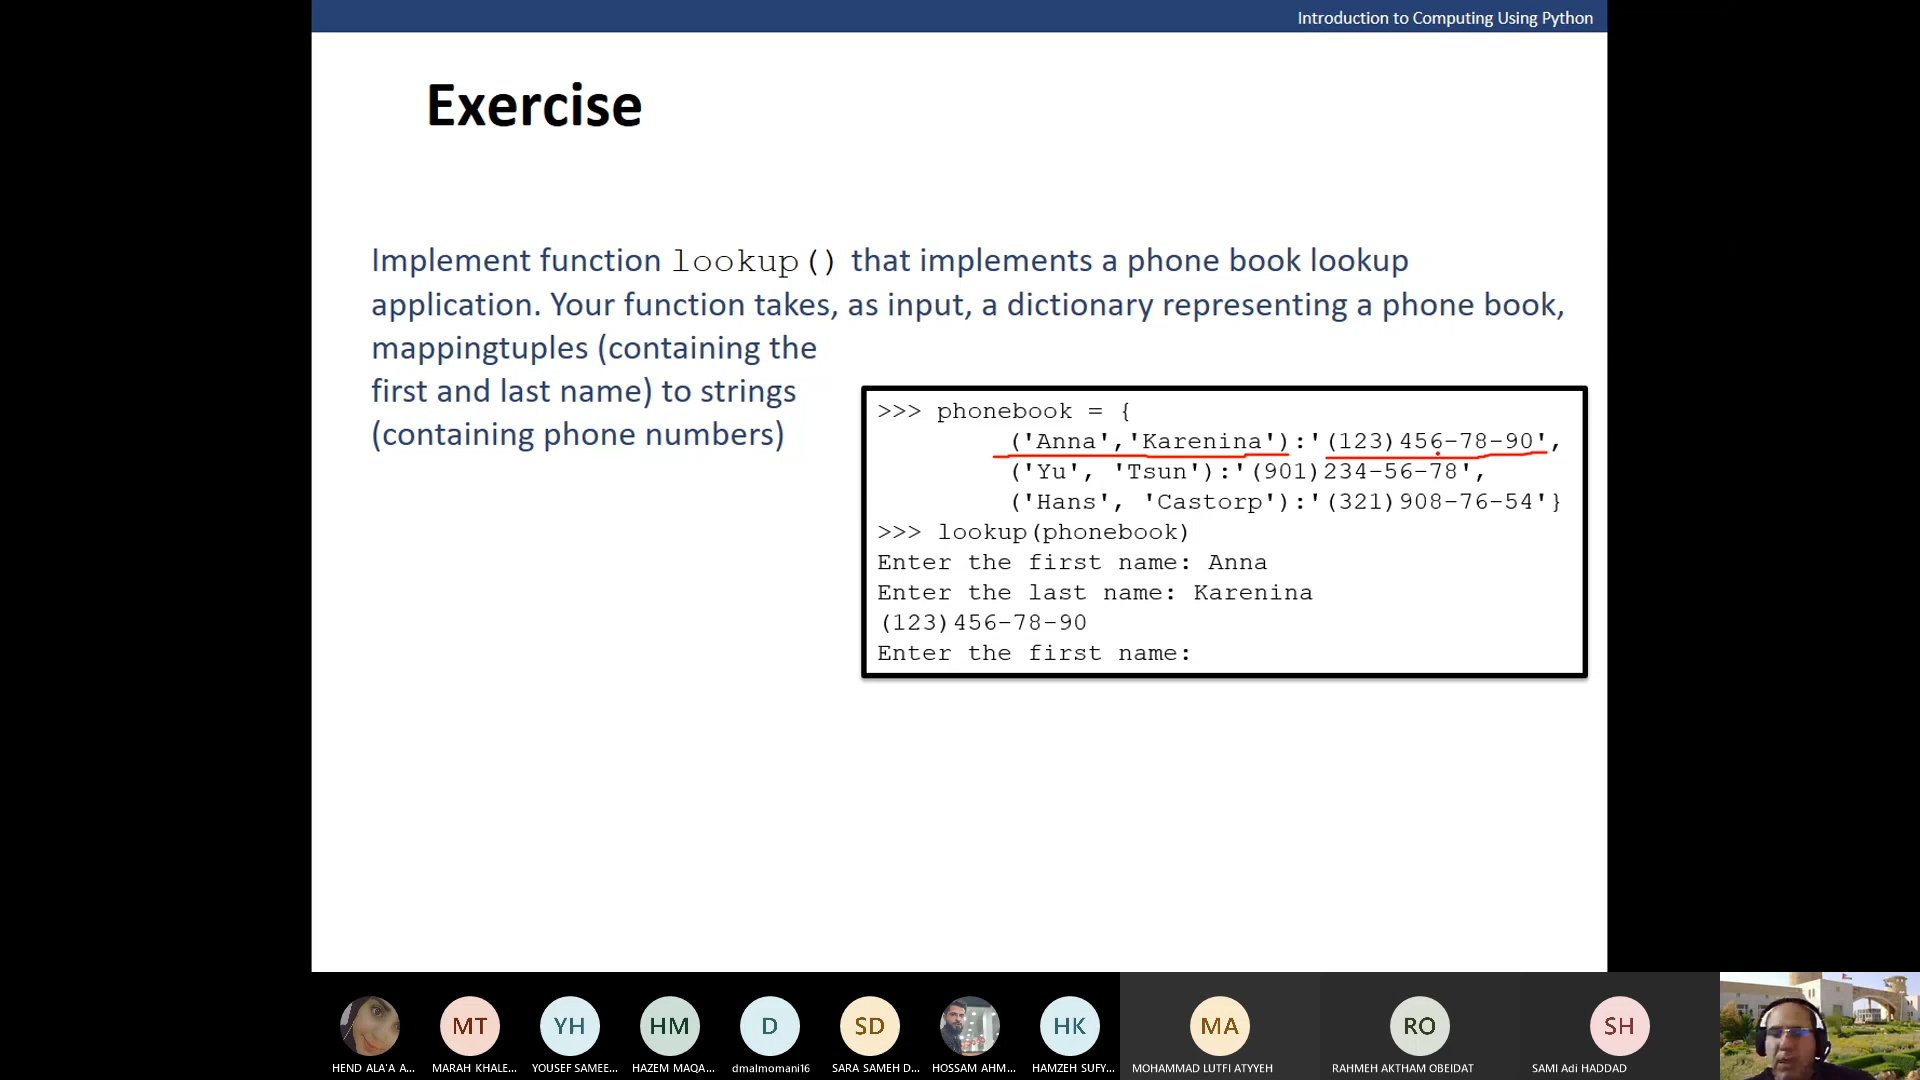 Introduction to Computing Using Python
Exercise
Implement function lookup() that implements a phone book lookup
application. Your function takes, as input, a dictionary representing a phone book,
mappingtuples (containing the
first and last name) to strings
(containing phone numbers)
>>> phonebook = {
('Anna','Karenina'):'(123)456-78-90',
('Yu', 'Tsun'):'(901)234-56-78',
('Hans', 'Castorp'):'(321)908-76-54'}
>>> lookup(phonebook)
Enter the first name: Anna
Enter the last name: Karenina
(123)456-78-90
Enter the first name:
MT YH HM D SD HK MA RO SH
HEND ALA'A A... MARAH KHALE... YOUSEF SAMEE... HAZEM MAQA... dmalmomani16 SARA SAMEH D... HOSSAM AHM... HAMZEH SUFY... MOHAMMAD LUTFI ATYYEH RAHMEH AKTHAM OBEIDAT SAMI Adi HADDAD